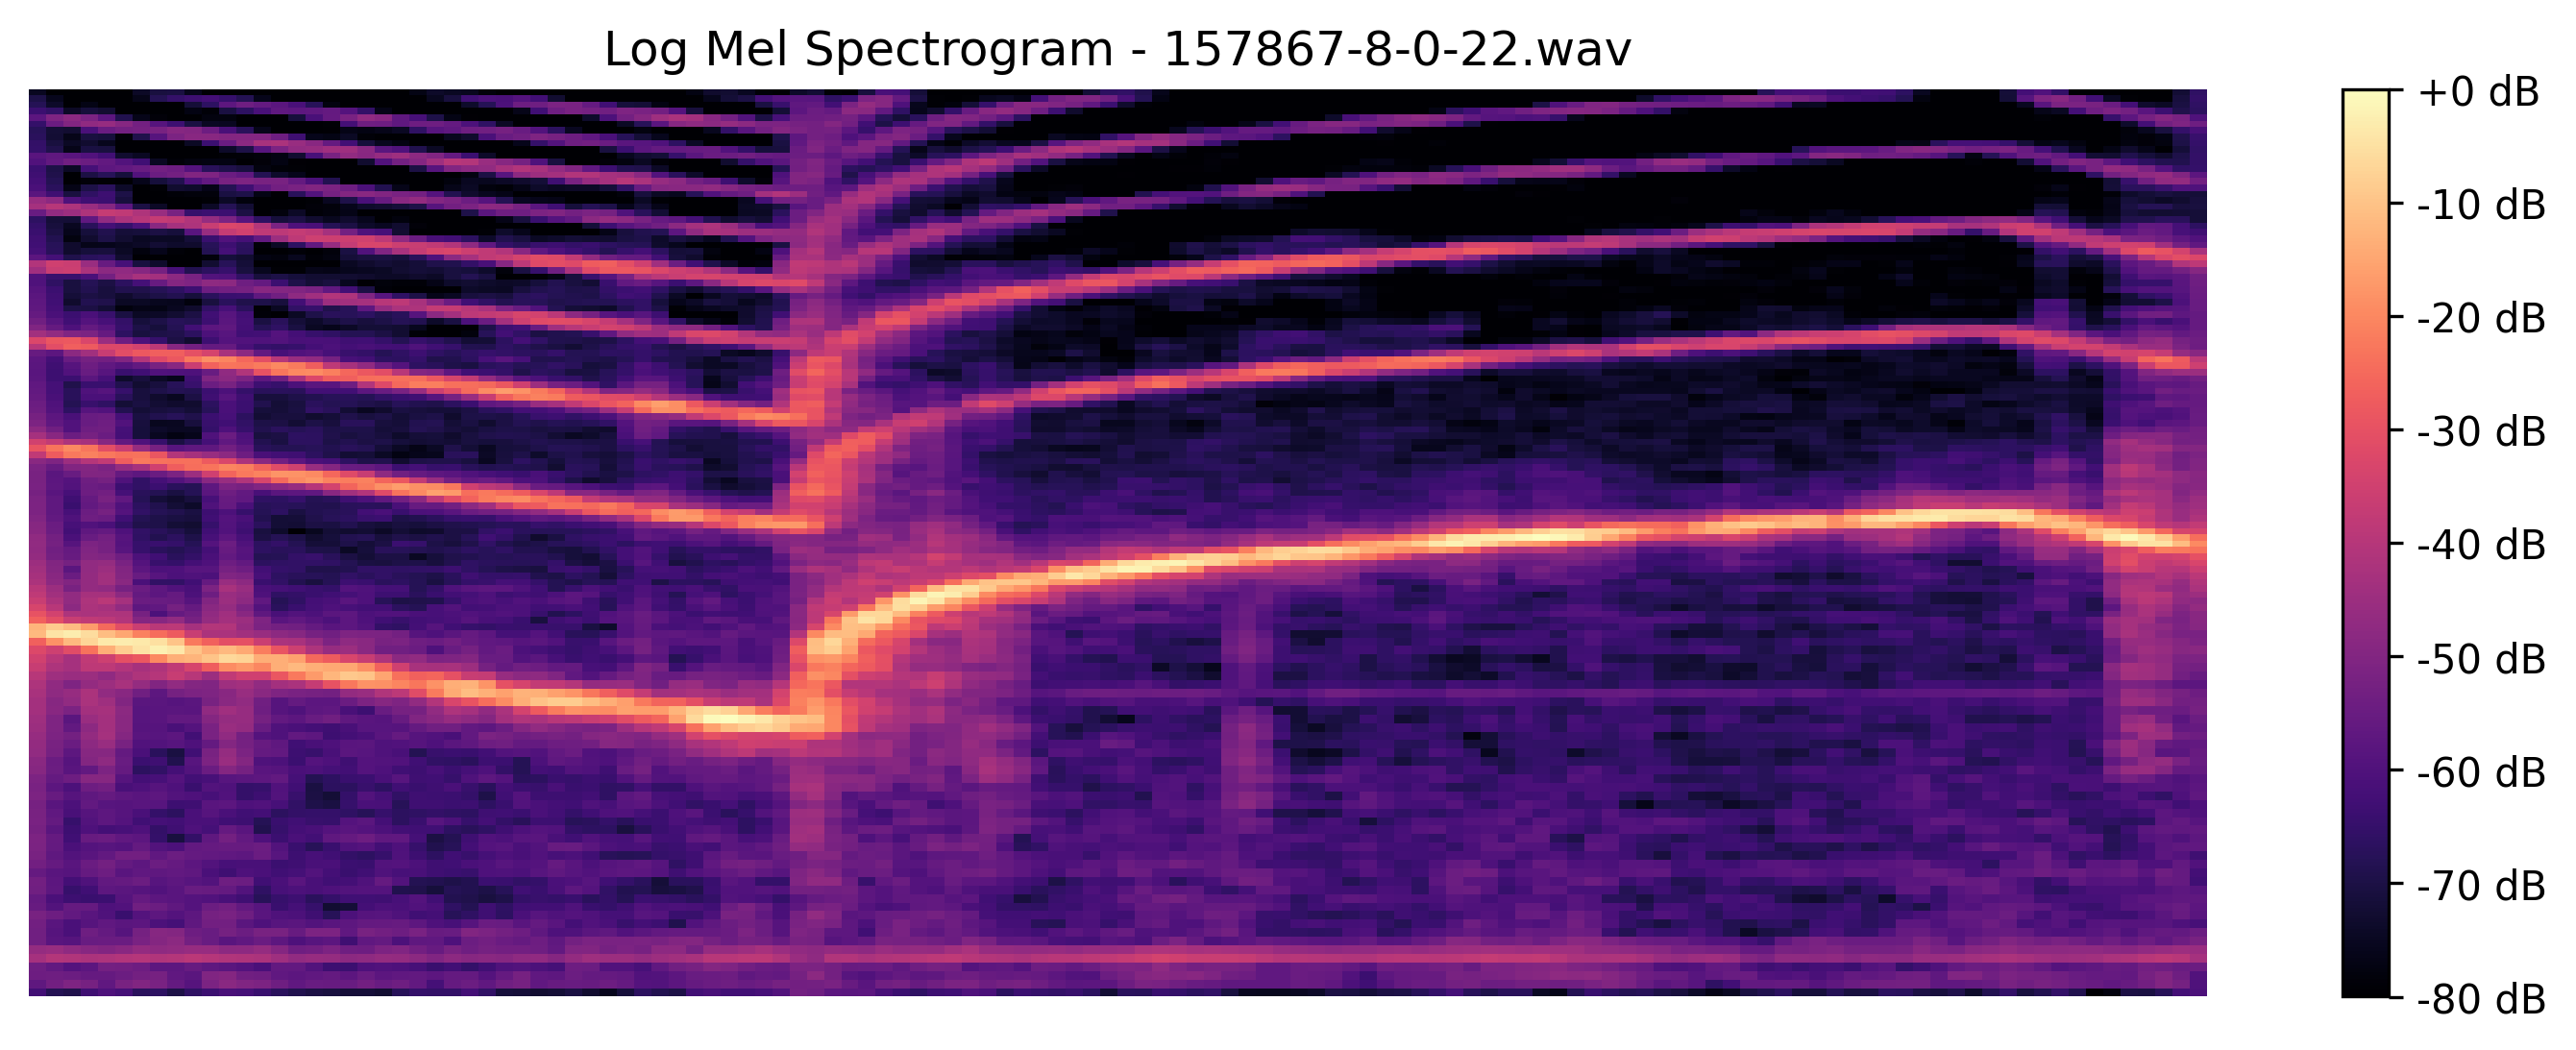 Log Mel Spectrogram - 157867-8-0-22.wav
+0 dB
-10 dB
-20 dB
-30 dB
-40 dB
-50 dB
-60 dB
-70 dB
-80 dB